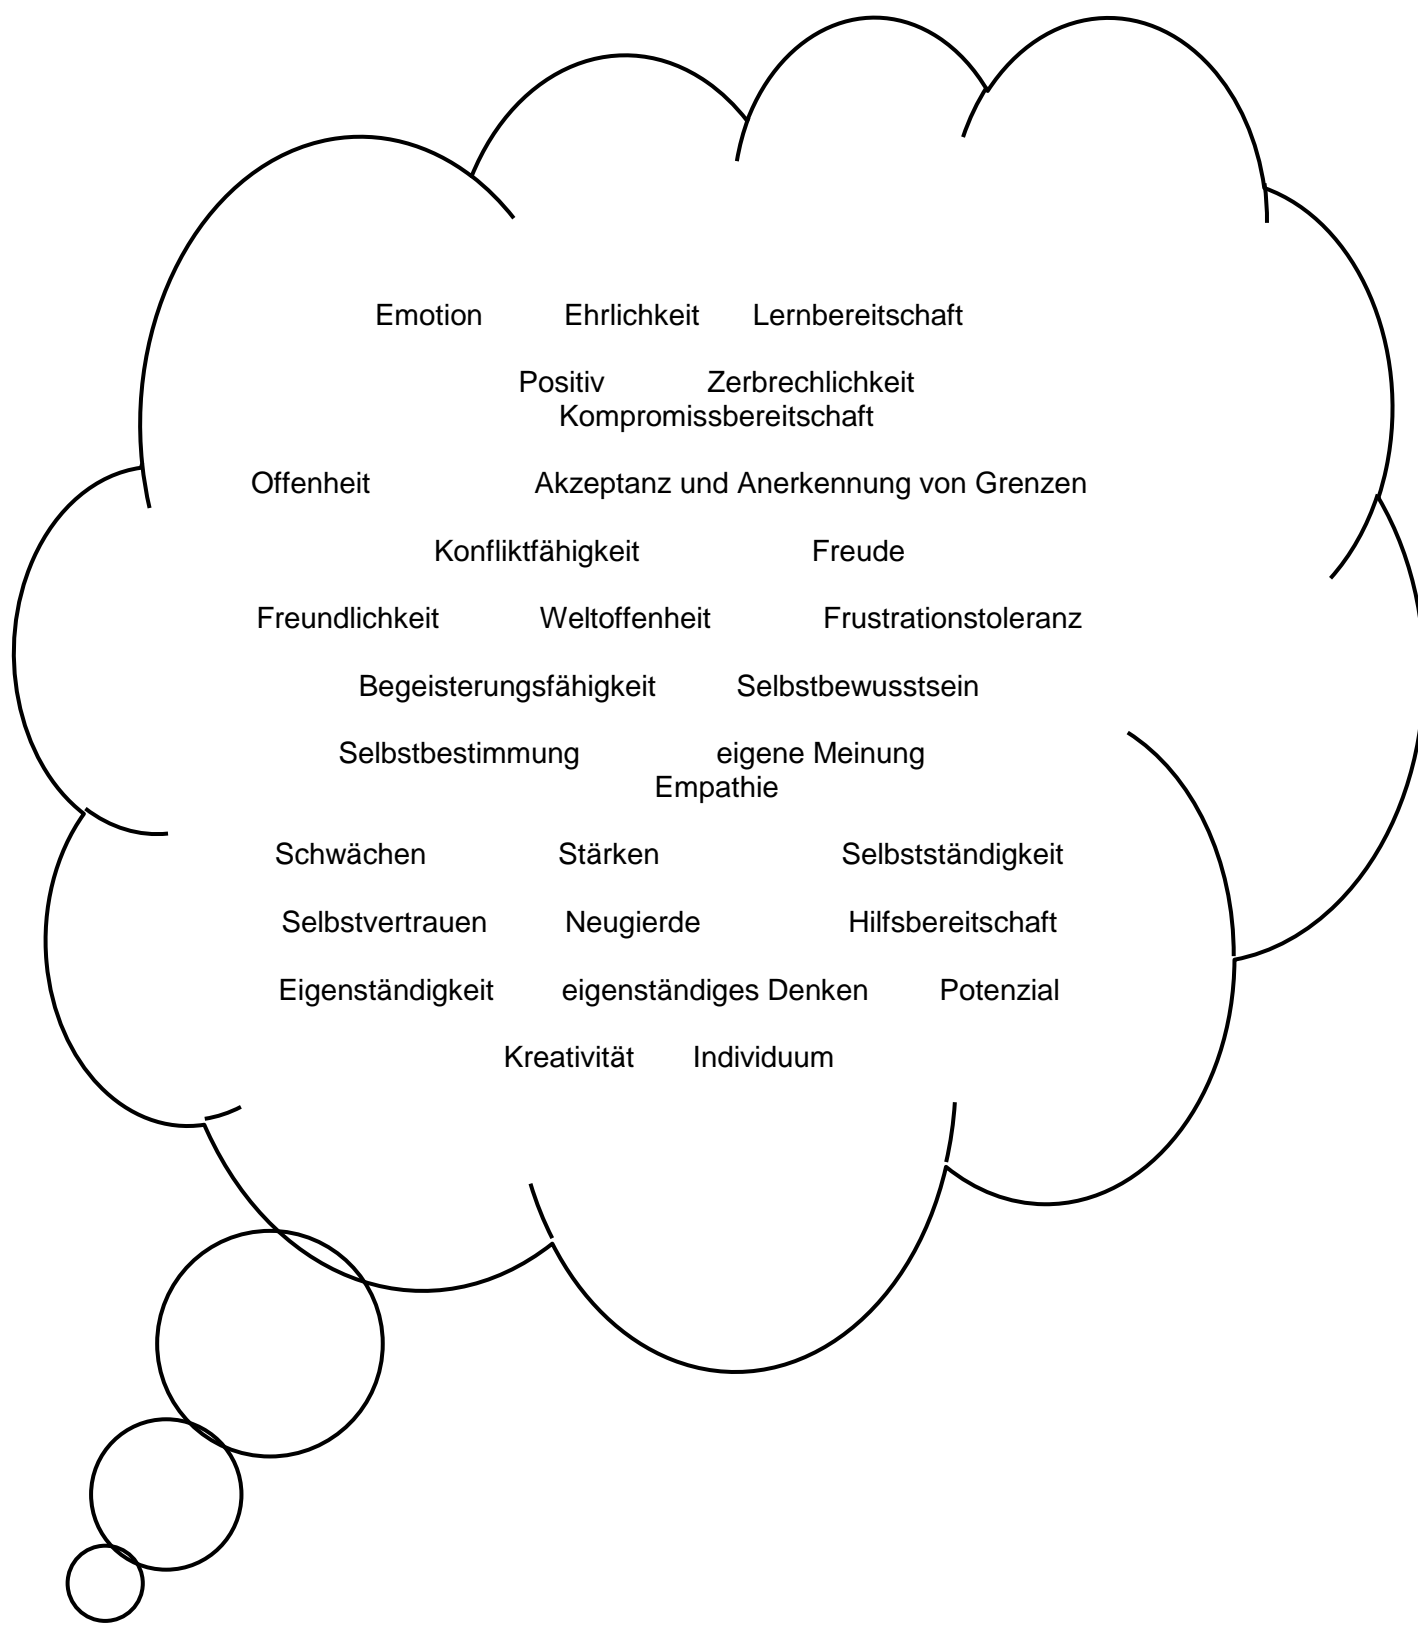 Emotion Ehrlichkeit Lernbereitschaft
Positiv Zerbrechlichkeit
Kompromissbereitschaft
Offenheit Akzeptanz und Anerkennung von Grenzen
Konfliktfähigkeit Freude
Freundlichkeit Weltoffenheit Frustrationstoleranz
Begeisterungsfähigkeit Selbstbewusstsein
Selbstbestimmung eigene Meinung
Empathie
Schwächen Stärken Selbstständigkeit
Selbstvertrauen Neugierde Hilfsbereitschaft
Eigenständigkeit eigenständiges Denken Potenzial
Kreativität Individuum